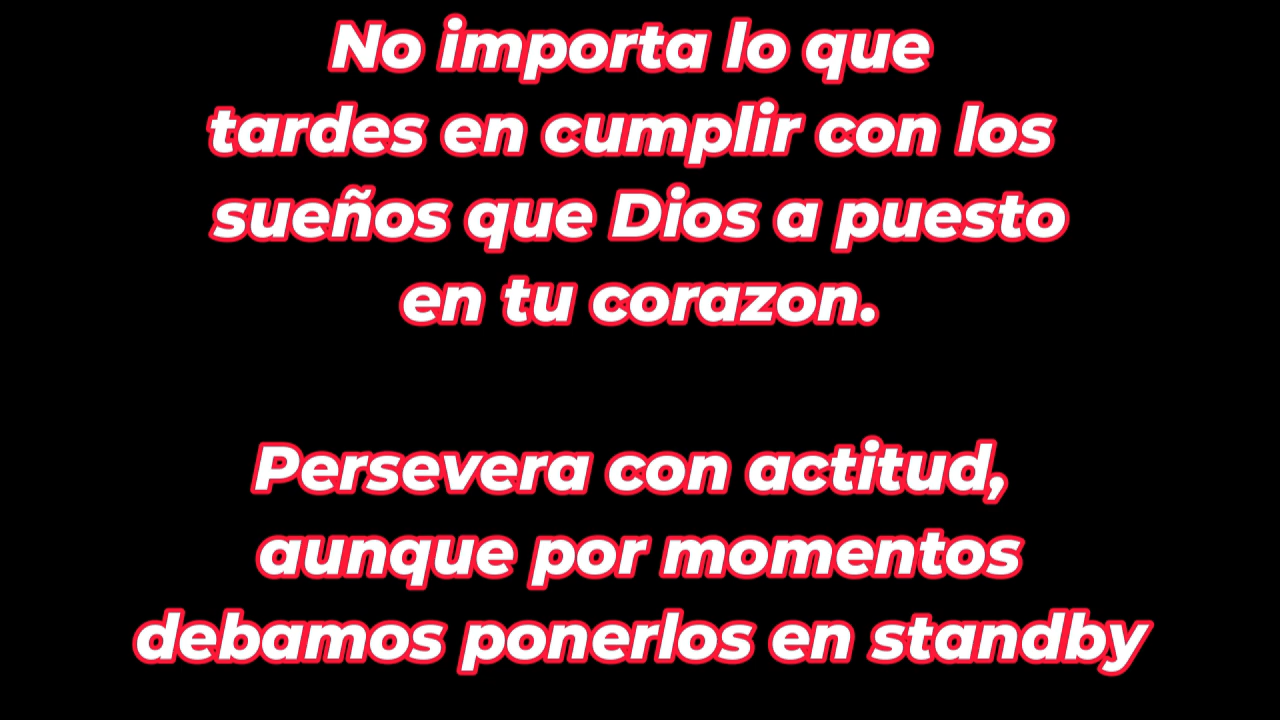 No importa lo que
tardes en cumplir con los
sueños que Dios a puesto
en tu corazon.
Persevera con actitud,
aunque por momentos
debamos ponerlos en standby